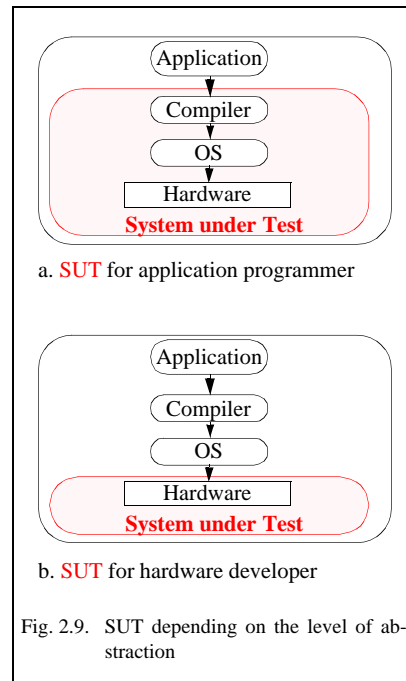 Application
Compiler
OS
Hardware
System under Test
a. SUT for application programmer
Application
Compiler
OS
Hardware
System under Test
b. SUT for hardware developer
Fig. 2.9. SUT depending on the level of ab-
straction